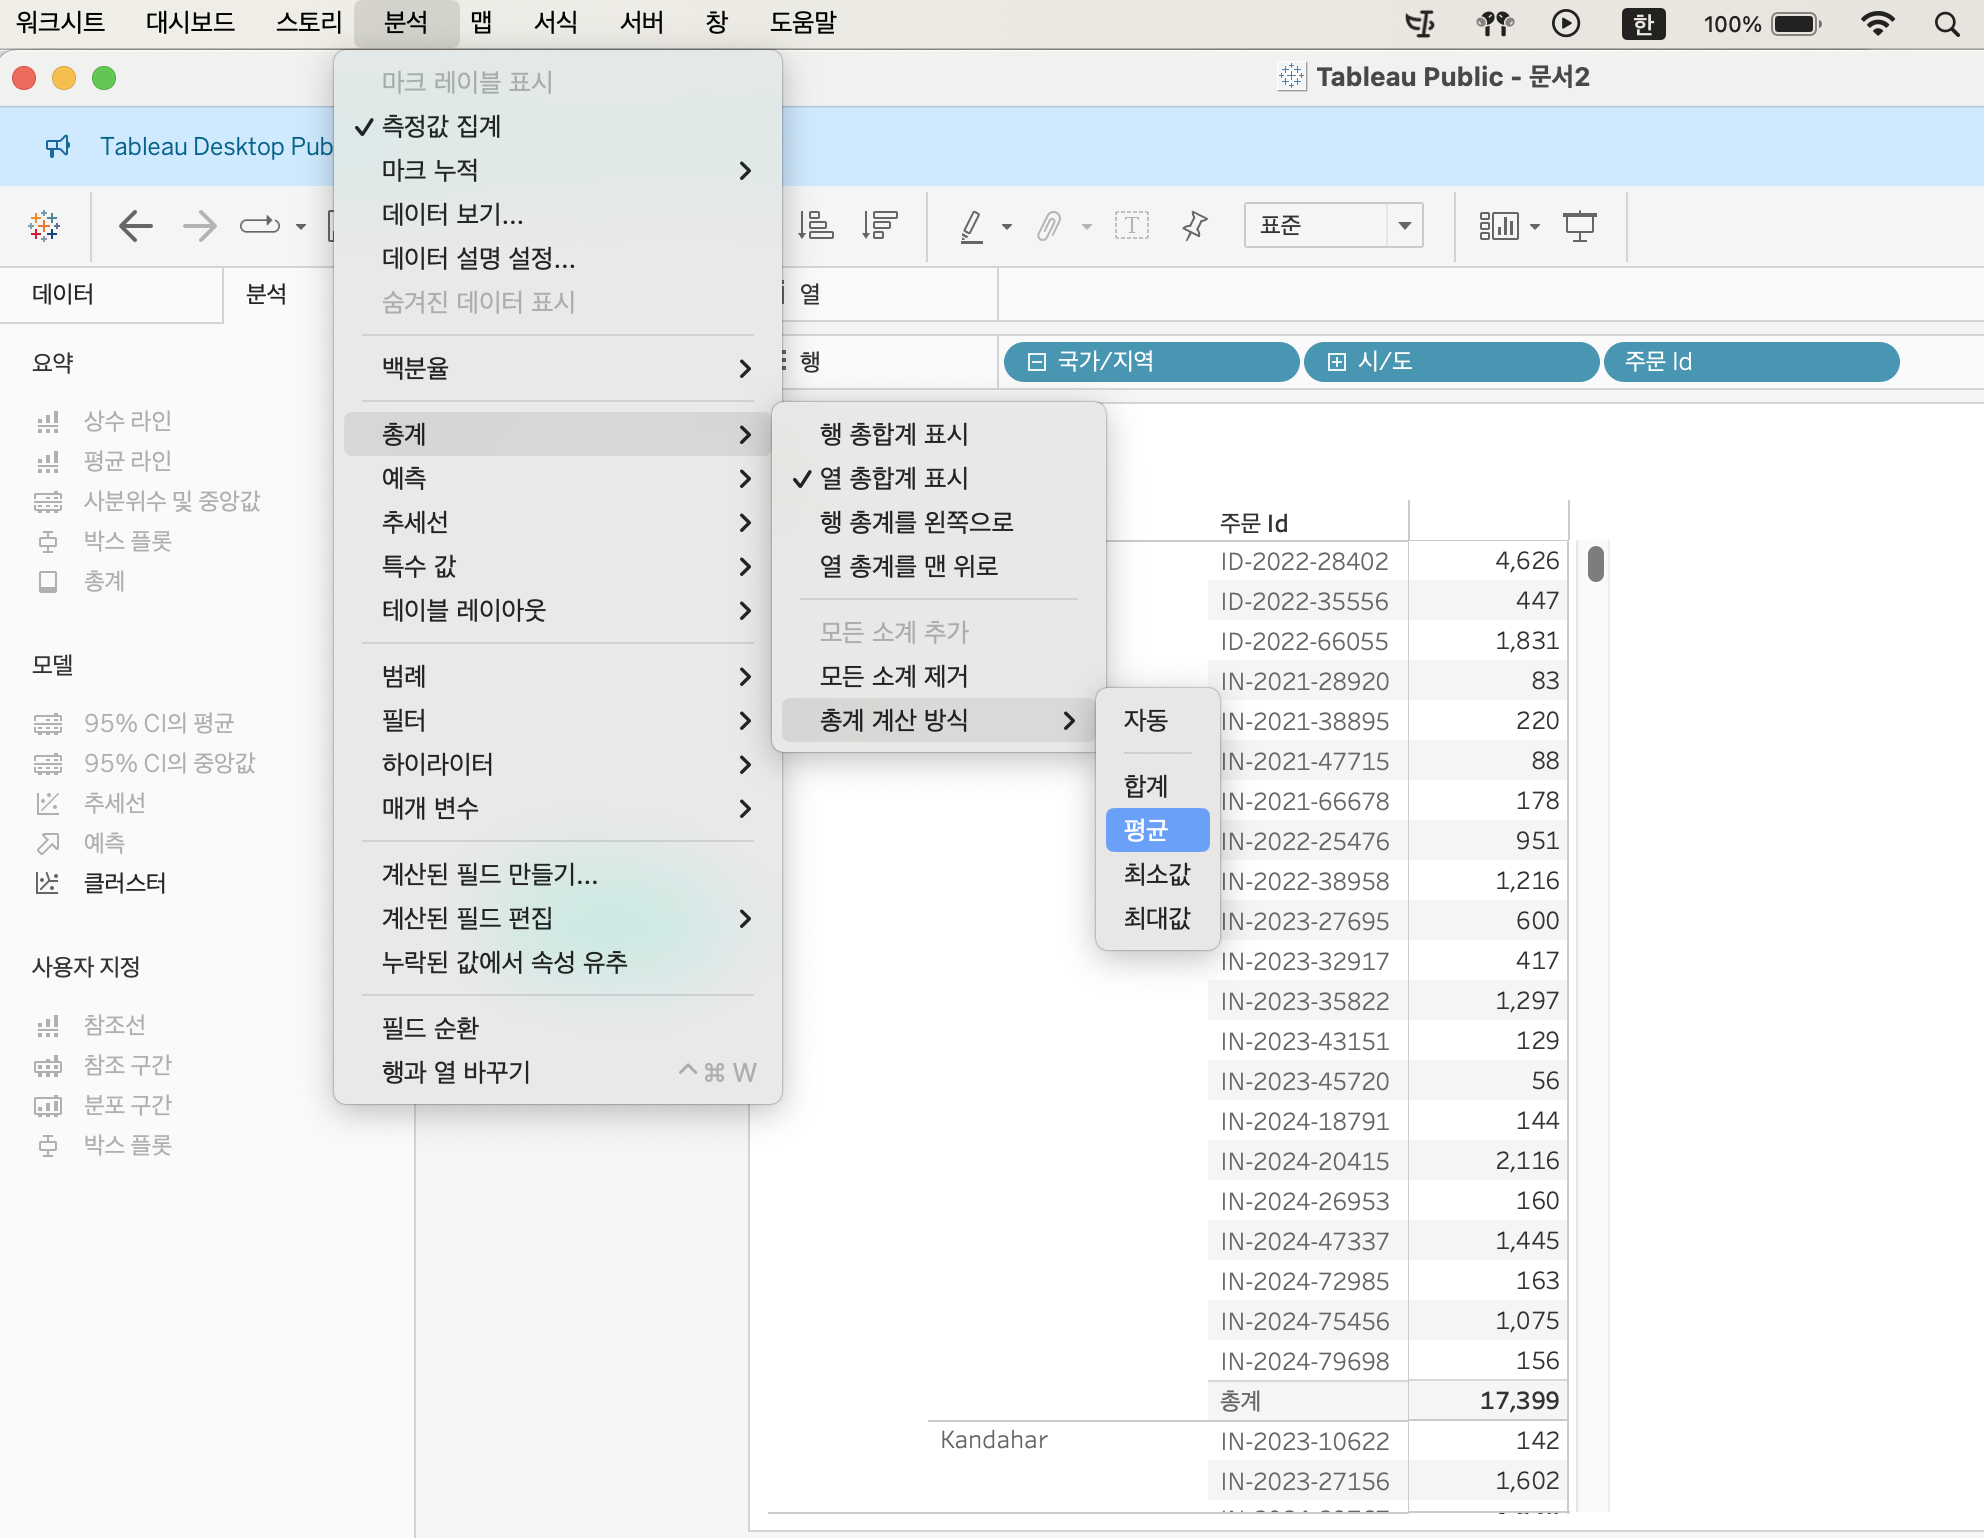 워크시트 대시보드 스토리 분석 맵 서식 서버 창 도움말 한 100%
Tableau Public - 문서2
Tableau Desktop Pub
표준
데이터 분석
요약
상수 라인
평균 라인
사분위수 및 중앙값
박스 플롯
총계
모델
95% CI의 평균
95% CI의 중앙값
추세선
예측
클러스터
사용자 지정
참조선
참조 구간
분포 구간
박스 플롯
마크 레이블 표시
✓ 측정값 집계
마크 누적
데이터 보기...
데이터 설명 설정...
숨겨진 데이터 표시
백분율
총계
예측
추세선
특수 값
테이블 레이아웃
범례
필터
하이라이터
매개 변수
계산된 필드 만들기...
계산된 필드 편집
누락된 값에서 속성 유추
필드 순환
행과 열 바꾸기 ^⌘W
행 총합계 표시
✓ 열 총합계 표시
행 총계를 왼쪽으로
열 총계를 맨 위로
모든 소계 추가
모든 소계 제거
총계 계산 방식
자동
합계
평균
최소값
최대값
열
행 국가/지역 시/도 주문 Id
주문 Id
ID-2022-28402 4,626
ID-2022-35556 447
ID-2022-66055 1,831
IN-2021-28920 83
IN-2021-38895 220
IN-2021-47715 88
IN-2021-66678 178
IN-2022-25476 951
IN-2022-38958 1,216
IN-2023-27695 600
IN-2023-32917 417
IN-2023-35822 1,297
IN-2023-43151 129
IN-2023-45720 56
IN-2024-18791 144
IN-2024-20415 2,116
IN-2024-26953 160
IN-2024-47337 1,445
IN-2024-72985 163
IN-2024-75456 1,075
IN-2024-79698 156
총계 17,399
Kandahar IN-2023-10622 142
IN-2023-27156 1,602